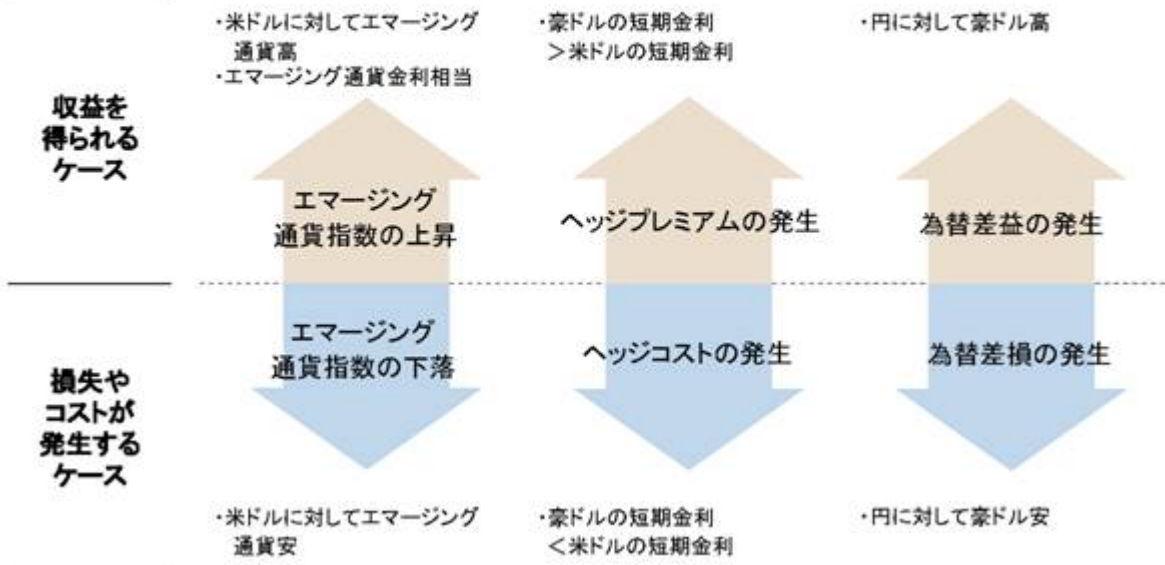 ・米ドルに対してエマージング
通貨高
・エマージング通貨金利相当
・豪ドルの短期金利
＞米ドルの短期金利
・円に対して豪ドル高
収益を
得られる
ケース
エマージング
通貨指数の上昇
ヘッジプレミアムの発生
為替差益の発生
エマージング
通貨指数の下落
ヘッジコストの発生
為替差損の発生
損失や
コストが
発生する
ケース
・米ドルに対してエマージング
通貨安
・豪ドルの短期金利
＜米ドルの短期金利
・円に対して豪ドル安